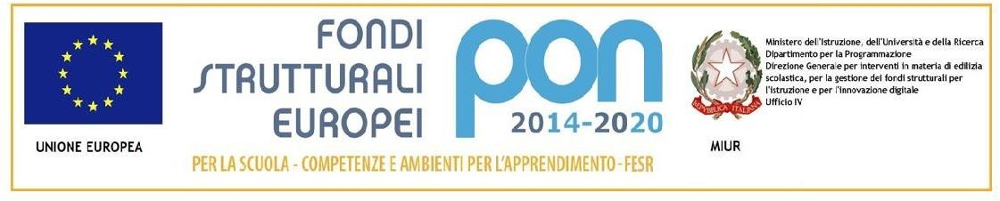 UNIONE EUROPEA
FONDI
STRUTTURALI
EUROPEI
pon
2014-2020
PER LA SCUOLA - COMPETENZE E AMBIENTI PER L'APPRENDIMENTO-FESR
REPVBBLICA ITALIANA
MIUR
Ministero dell'Istruzione, dell'Università e della Ricerca
Dipartimento per la Programmazione
Direzione Generale per interventi in materia di edilizia
scolastica, per la gestione dei fondi strutturali per
l'istruzione e per l'innovazione digitale
Ufficio IV